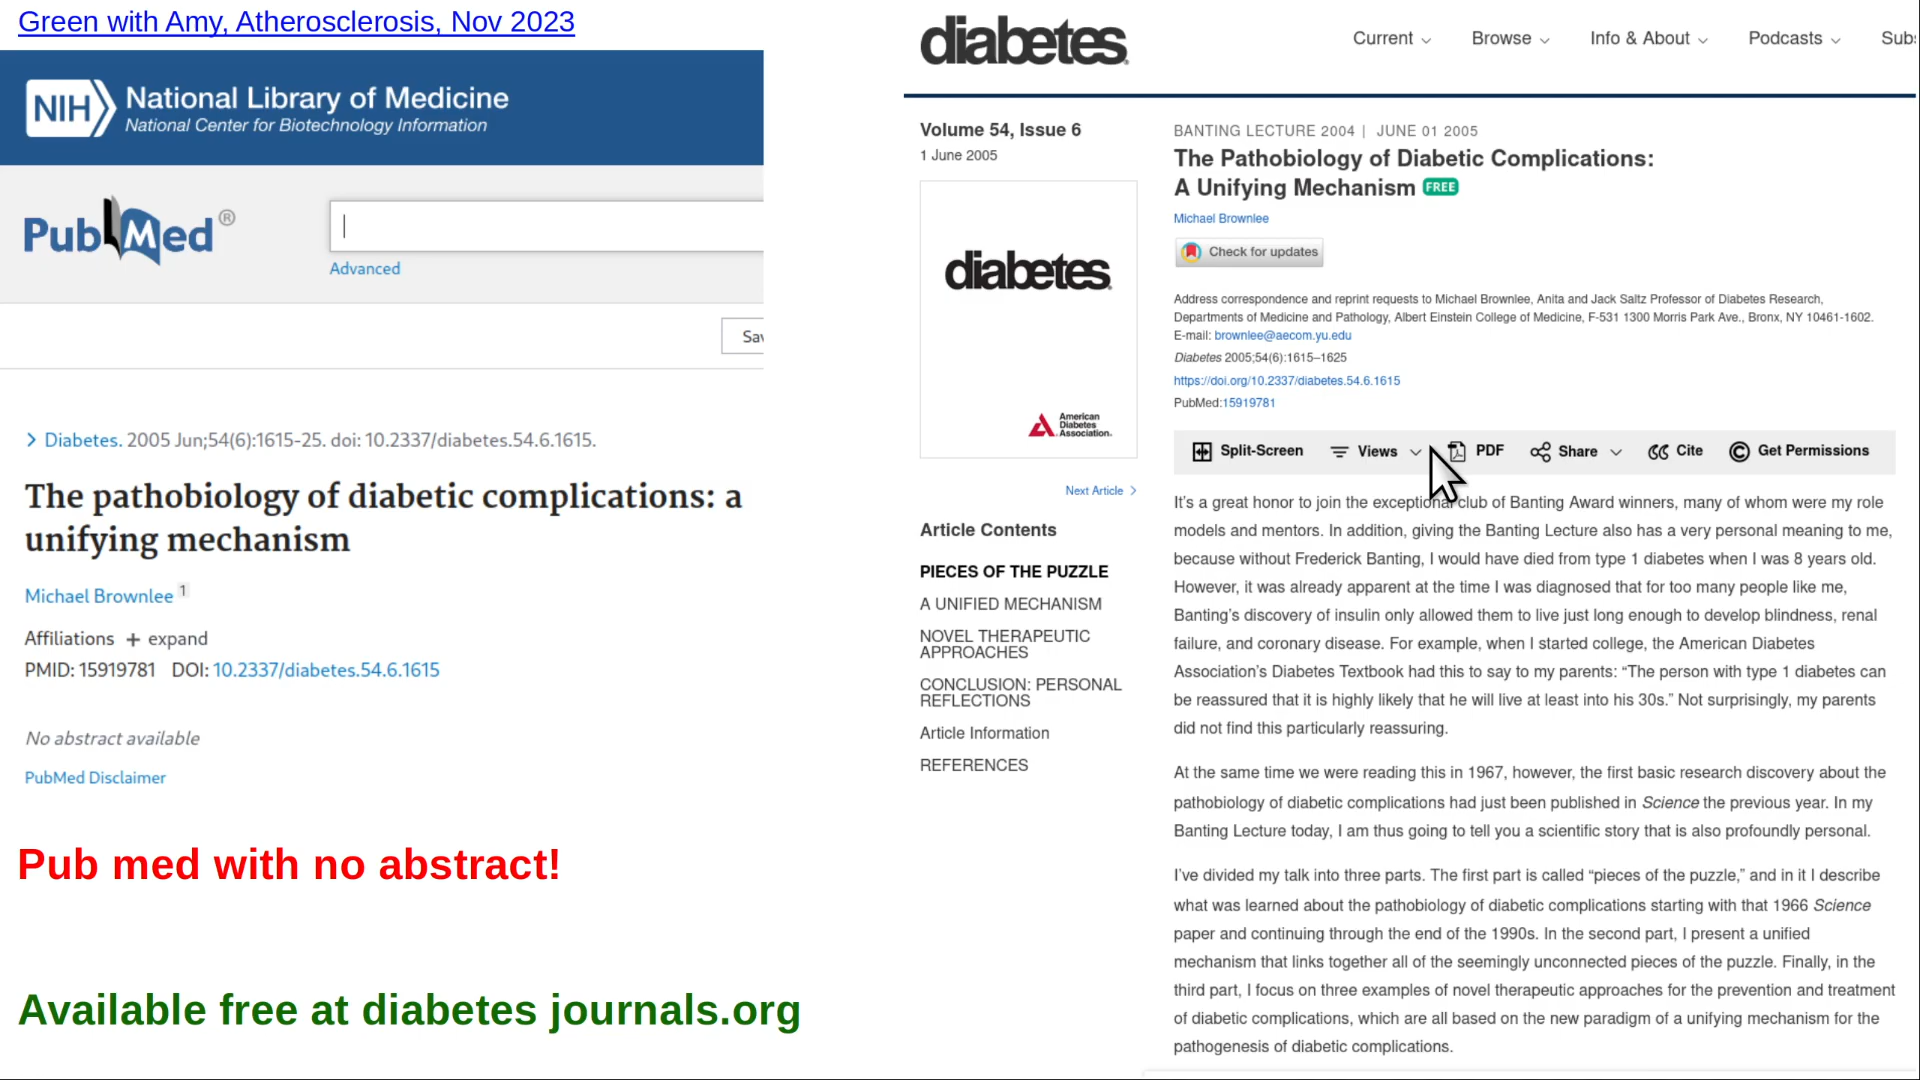 Green with Amy, Atherosclerosis, Nov 2023
NIH National Library of Medicine
National Center for Biotechnology Information
PubMed®
Advanced
Sav
Diabetes. 2005 Jun;54(6):1615-25. doi: 10.2337/diabetes.54.6.1615.
The pathobiology of diabetic complications: a
unifying mechanism
Michael Brownlee 1
Affiliations + expand
PMID: 15919781 DOI: 10.2337/diabetes.54.6.1615
No abstract available
PubMed Disclaimer
Pub med with no abstract!
Available free at diabetes journals.org
diabetes®
Current Browse Info & About Podcasts Subs
Volume 54, Issue 6
1 June 2005
diabetes®
American
Diabetes
Association®
Next Article
Article Contents
PIECES OF THE PUZZLE
A UNIFIED MECHANISM
NOVEL THERAPEUTIC
APPROACHES
CONCLUSION: PERSONAL
REFLECTIONS
Article Information
REFERENCES
BANTING LECTURE 2004 | JUNE 01 2005
The Pathobiology of Diabetic Complications:
A Unifying Mechanism FREE
Michael Brownlee
Check for updates
Address correspondence and reprint requests to Michael Brownlee, Anita and Jack Saltz Professor of Diabetes Research,
Departments of Medicine and Pathology, Albert Einstein College of Medicine, F-531 1300 Morris Park Ave., Bronx, NY 10461-1602.
E-mail: brownlee@aecom.yu.edu
Diabetes 2005;54(6):1615–1625
https://doi.org/10.2337/diabetes.54.6.1615
PubMed:15919781
Split-Screen Views PDF Share Cite Get Permissions
It’s a great honor to join the exceptional club of Banting Award winners, many of whom were my role
models and mentors. In addition, giving the Banting Lecture also has a very personal meaning to me,
because without Frederick Banting, I would have died from type 1 diabetes when I was 8 years old.
However, it was already apparent at the time I was diagnosed that for too many people like me,
Banting’s discovery of insulin only allowed them to live just long enough to develop blindness, renal
failure, and coronary disease. For example, when I started college, the American Diabetes
Association’s Diabetes Textbook had this to say to my parents: “The person with type 1 diabetes can
be reassured that it is highly likely that he will live at least into his 30s.” Not surprisingly, my parents
did not find this particularly reassuring.
At the same time we were reading this in 1967, however, the first basic research discovery about the
pathobiology of diabetic complications had just been published in Science the previous year. In my
Banting Lecture today, I am thus going to tell you a scientific story that is also profoundly personal.
I’ve divided my talk into three parts. The first part is called “pieces of the puzzle,” and in it I describe
what was learned about the pathobiology of diabetic complications starting with that 1966 Science
paper and continuing through the end of the 1990s. In the second part, I present a unified
mechanism that links together all of the seemingly unconnected pieces of the puzzle. Finally, in the
third part, I focus on three examples of novel therapeutic approaches for the prevention and treatment
of diabetic complications, which are all based on the new paradigm of a unifying mechanism for the
pathogenesis of diabetic complications.